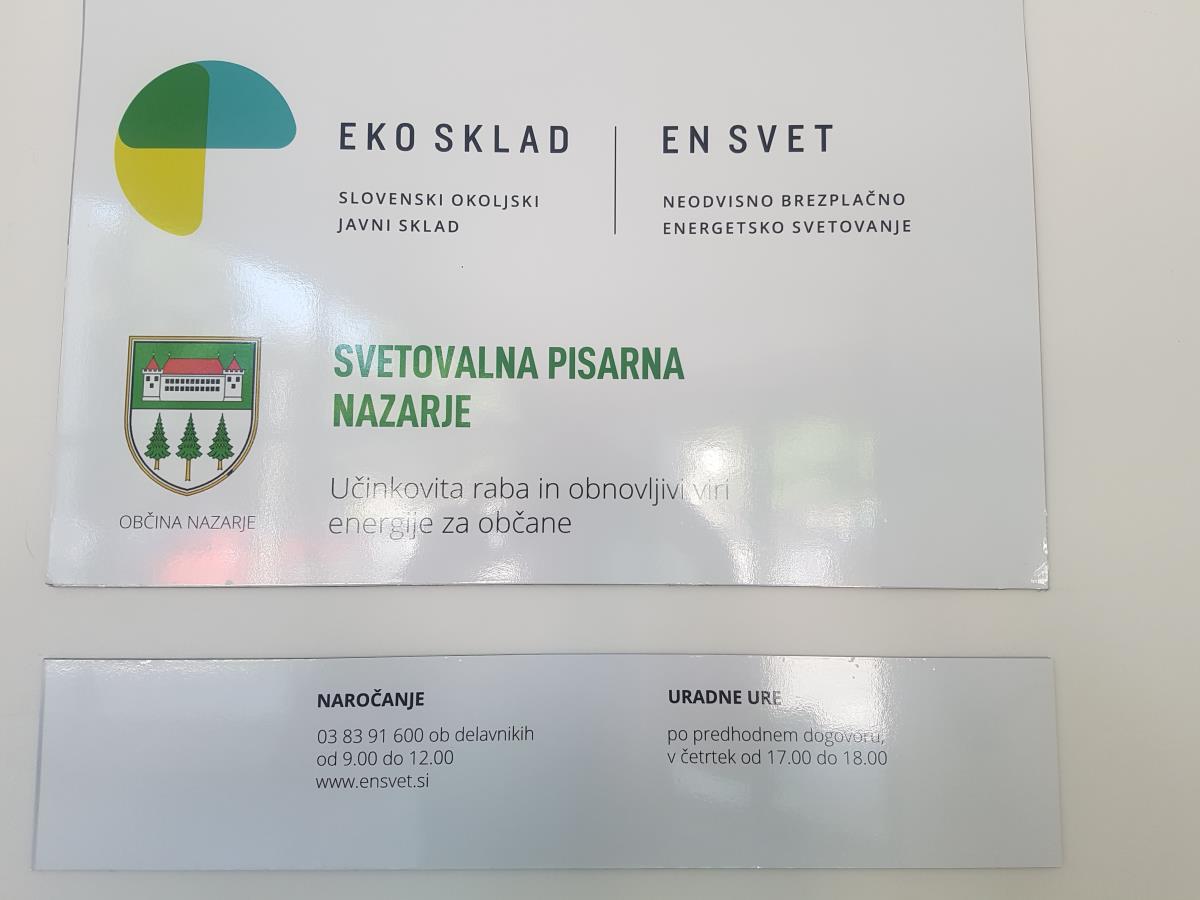 EKO SKLAD
SLOVENSKI OKOLJSKI
JAVNI SKLAD
EN SVET
NEODVISNO BREZPLAČNO
ENERGETSKO SVETOVANJE
OBČINA NAZARJE
SVETOVALNA PISARNA
NAZARJE
Učinkovita raba in obnovljivi viri
energije za občane
NAROČANJE
03 83 91 600 ob delavnikih
od 9.00 do 12.00
www.ensvet.si
URADNE URE
po predhodnem dogovoru,
v četrtek od 17.00 do 18.00